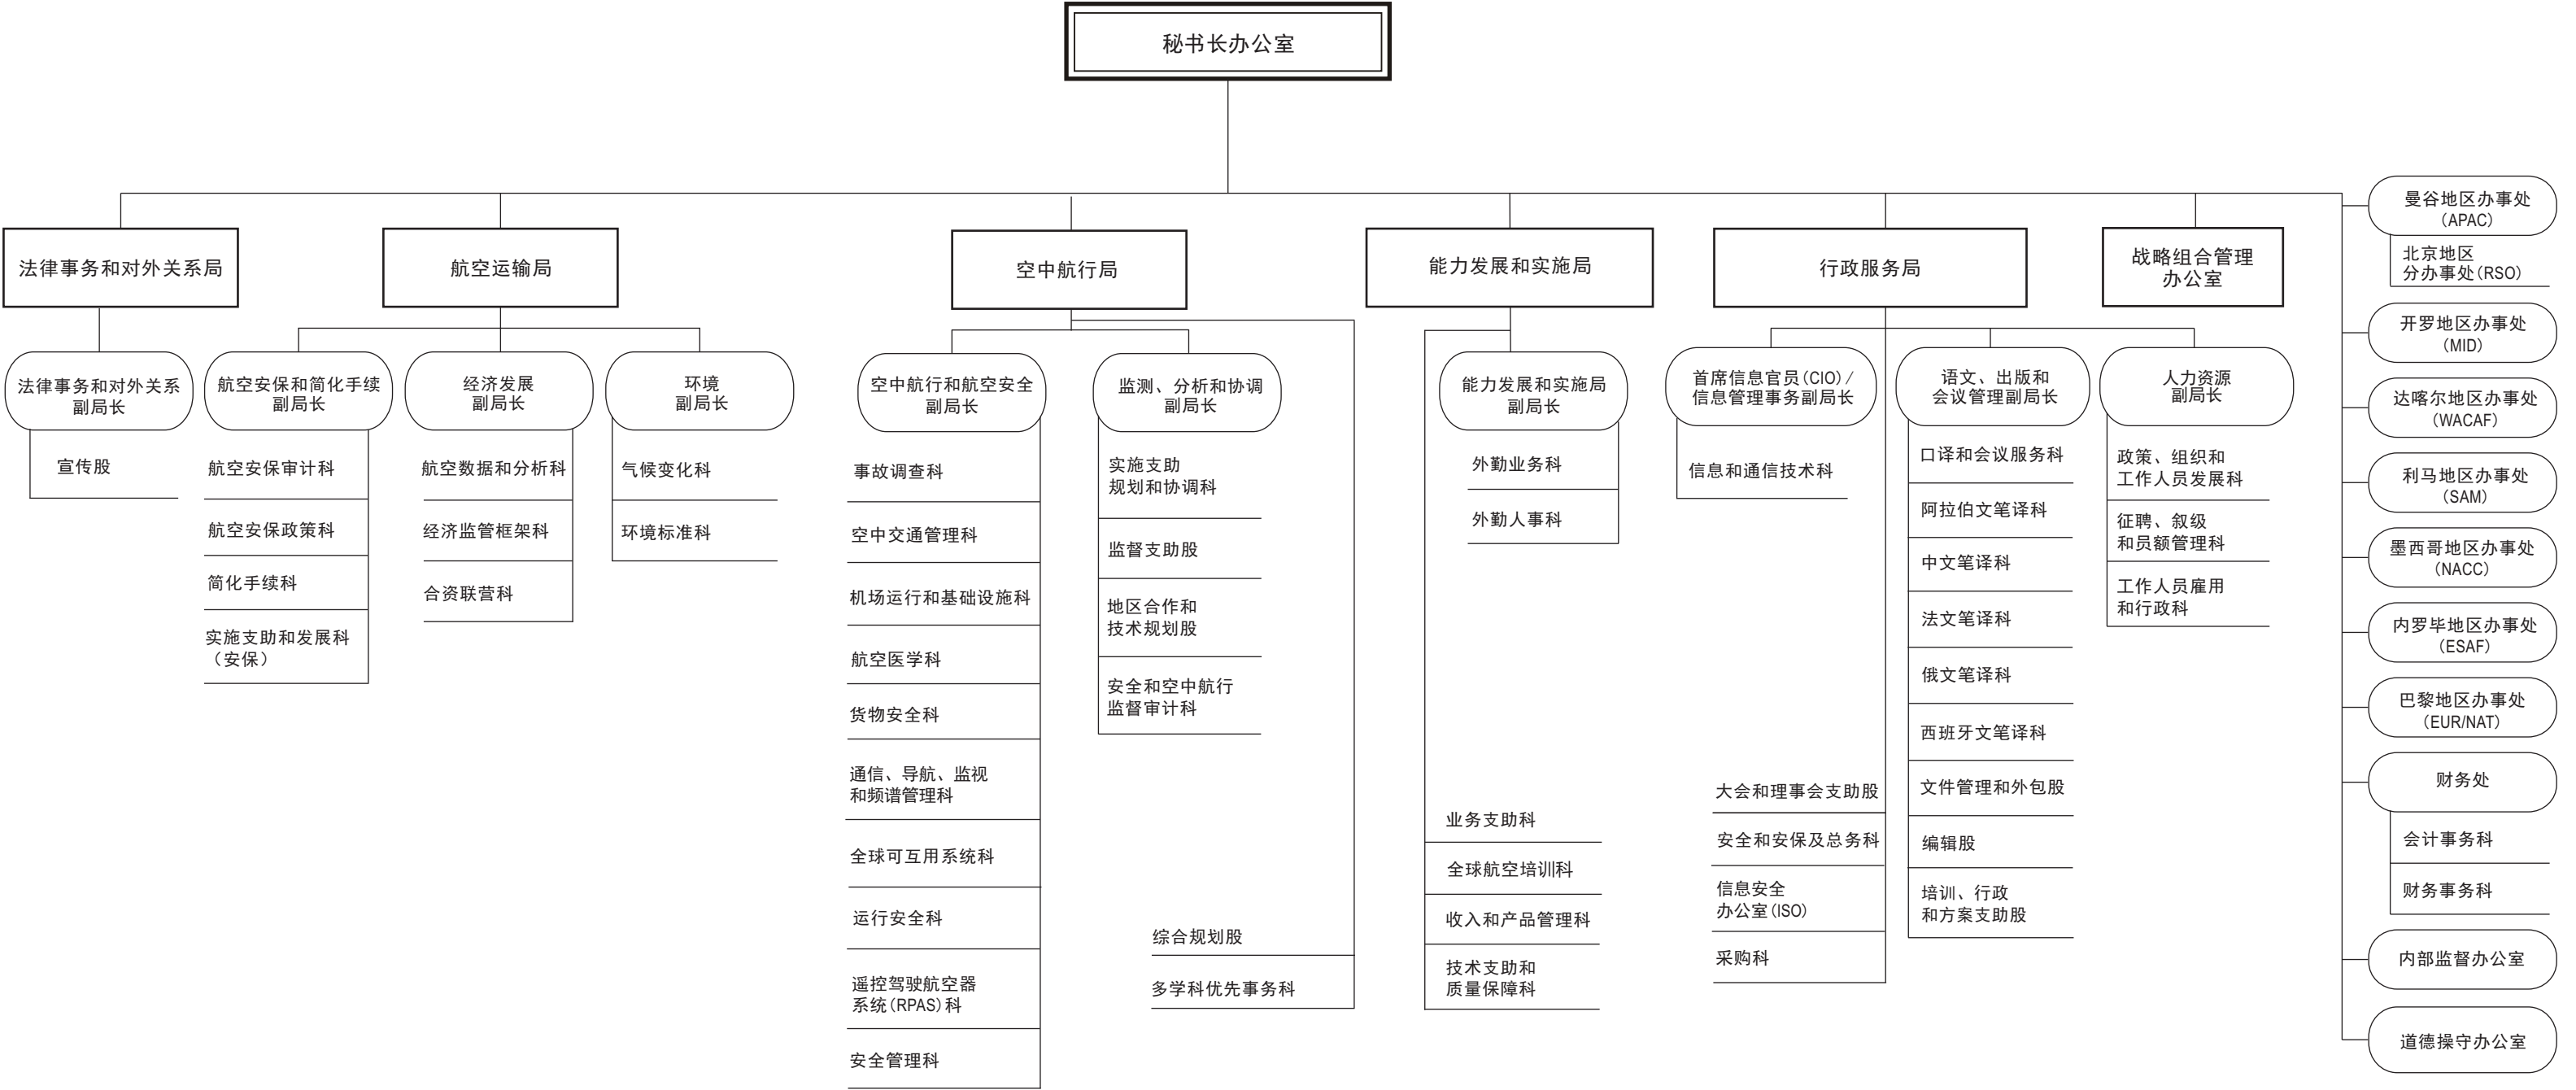 秘书长办公室
法律事务和对外关系局
法律事务和对外关系
副局长
宣传股
航空运输局
航空安保和简化手续
副局长
航空安保审计科
航空安保政策科
简化手续科
实施支助和发展科
（安保）
经济发展
副局长
航空数据和分析科
经济监管框架科
合资联营科
环境
副局长
气候变化科
环境标准科
空中航行局
空中航行和航空安全
副局长
事故调查科
空中交通管理科
机场运行和基础设施科
航空医学科
货物安全科
通信、导航、监视
和频谱管理科
全球可互用系统科
运行安全科
遥控驾驶航空器
系统(RPAS)科
安全管理科
监测、分析和协调
副局长
实施支助
规划和协调科
监督支助股
地区合作和
技术规划股
安全和空中航行
监督审计科
综合规划股
多学科优先事务科
能力发展和实施局
能力发展和实施局
副局长
外勤业务科
外勤人事科
业务支助科
全球航空培训科
收入和产品管理科
技术支助和
质量保障科
行政服务局
首席信息官员(CIO)/
信息管理事务副局长
信息和通信技术科
大会和理事会支助股
安全和安保及总务科
信息安全
办公室(ISO)
采购科
语文、出版和
会议管理副局长
口译和会议服务科
阿拉伯文笔译科
中文笔译科
法文笔译科
俄文笔译科
西班牙文笔译科
文件管理和外包股
编辑股
培训、行政
和方案支助股
人力资源
副局长
政策、组织和
工作人员发展科
征聘、叙级
和员额管理科
工作人员雇用
和行政科
战略组合管理
办公室
曼谷地区办事处
(APAC)
北京地区
分办事处(RSO)
开罗地区办事处
(MID)
达喀尔地区办事处
(WACAF)
利马地区办事处
(SAM)
墨西哥地区办事处
(NACC)
内罗毕地区办事处
(ESAF)
巴黎地区办事处
(EUR/NAT)
财务处
会计事务科
财务事务科
内部监督办公室
道德操守办公室